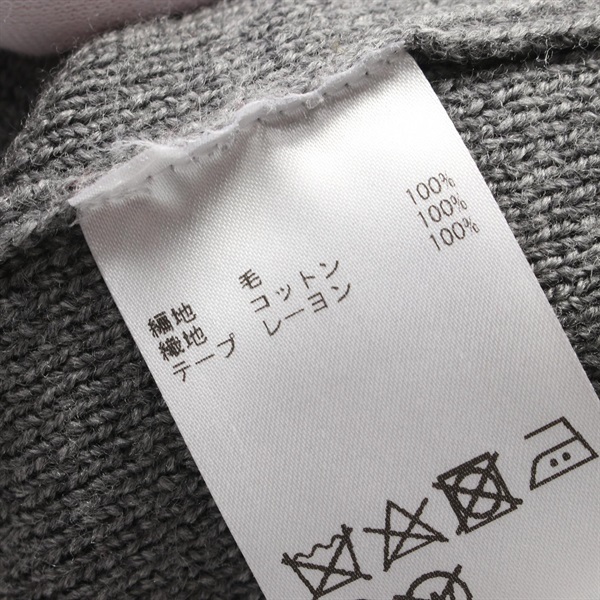 編地 毛 100%
織地 コットン 100%
テープ レーヨン 100%